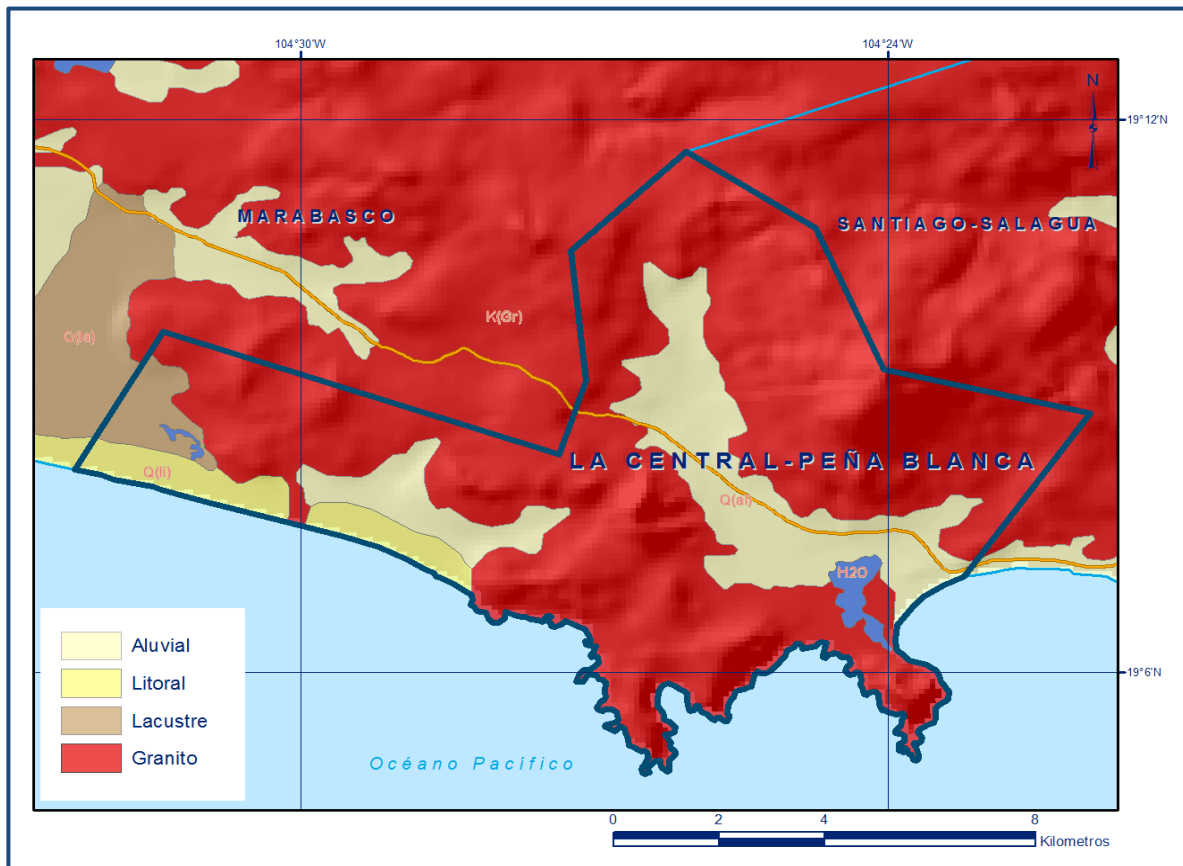 104°30'W
104°24'W
N
19°12'N
MARABASCO
SANTIAGO-SALAGUA
K(Gr)
Q(la)
LA CENTRAL-PEÑA BLANCA
Q(li)
Q(al)
H2O
Aluvial
Litoral
Lacustre
Granito
19°6'N
Océano Pacífico
0 2 4 8
Kilometros